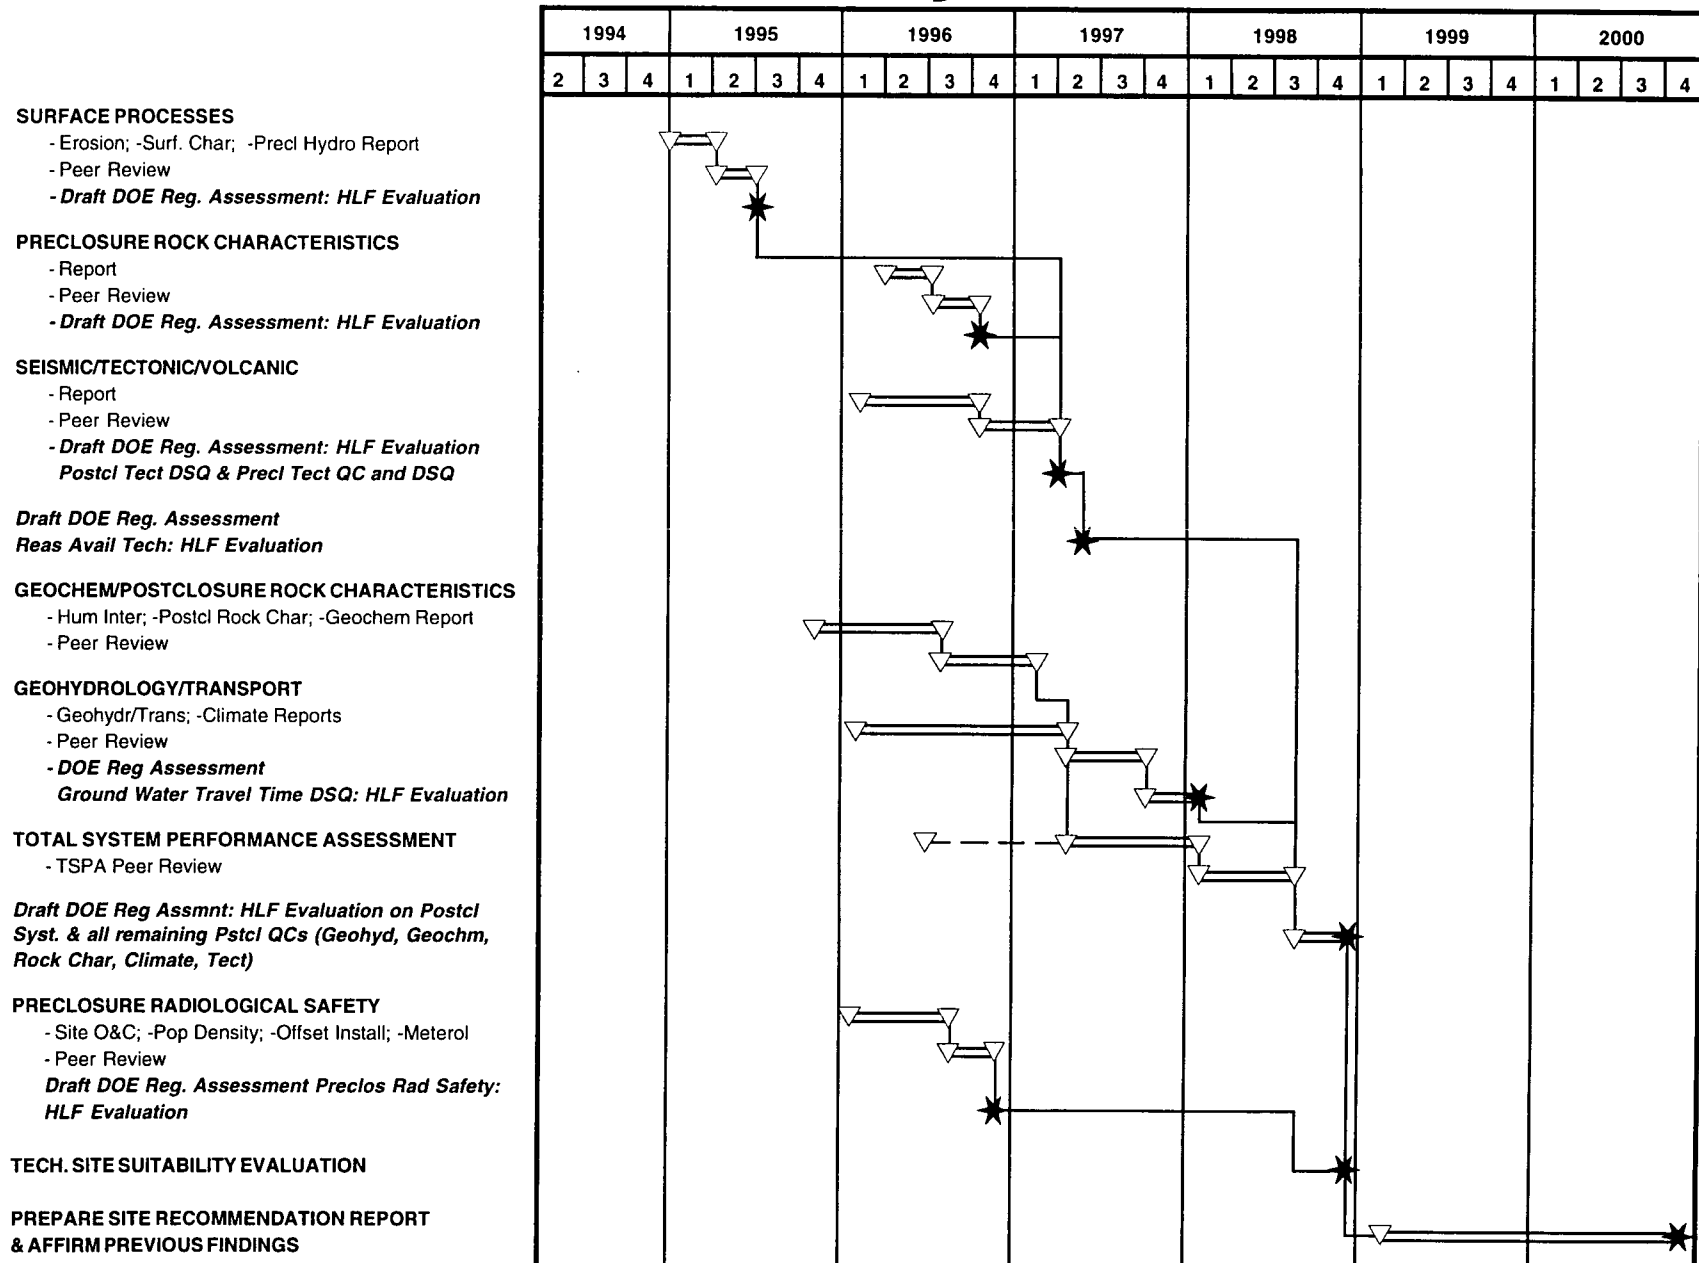 1994 1995 1996 1997 1998 1999 2000
2 3 4 1 2 3 4 1 2 3 4 1 2 3 4 1 2 3 4 1 2 3 4 1 2 3 4
SURFACE PROCESSES
- Erosion; -Surf. Char; -Precl Hydro Report
- Peer Review
- Draft DOE Reg. Assessment: HLF Evaluation
PRECLOSURE ROCK CHARACTERISTICS
- Report
- Peer Review
- Draft DOE Reg. Assessment: HLF Evaluation
SEISMIC/TECTONIC/VOLCANIC
- Report
- Peer Review
- Draft DOE Reg. Assessment: HLF Evaluation
Postcl Tect DSQ & Precl Tect QC and DSQ
Draft DOE Reg. Assessment
Reas Avail Tech: HLF Evaluation
GEOCHEM/POSTCLOSURE ROCK CHARACTERISTICS
- Hum Inter; -Postcl Rock Char; -Geochem Report
- Peer Review
GEOHYDROLOGY/TRANSPORT
- Geohydr/Trans; -Climate Reports
- Peer Review
- DOE Reg Assessment
Ground Water Travel Time DSQ: HLF Evaluation
TOTAL SYSTEM PERFORMANCE ASSESSMENT
- TSPA Peer Review
Draft DOE Reg Assmnt: HLF Evaluation on Postcl
Syst. & all remaining Pstcl QCs (Geohyd, Geochm,
Rock Char, Climate, Tect)
PRECLOSURE RADIOLOGICAL SAFETY
- Site O&C; -Pop Density; -Offset Install; -Meterol
- Peer Review
Draft DOE Reg. Assessment Preclos Rad Safety:
HLF Evaluation
TECH. SITE SUITABILITY EVALUATION
PREPARE SITE RECOMMENDATION REPORT
& AFFIRM PREVIOUS FINDINGS